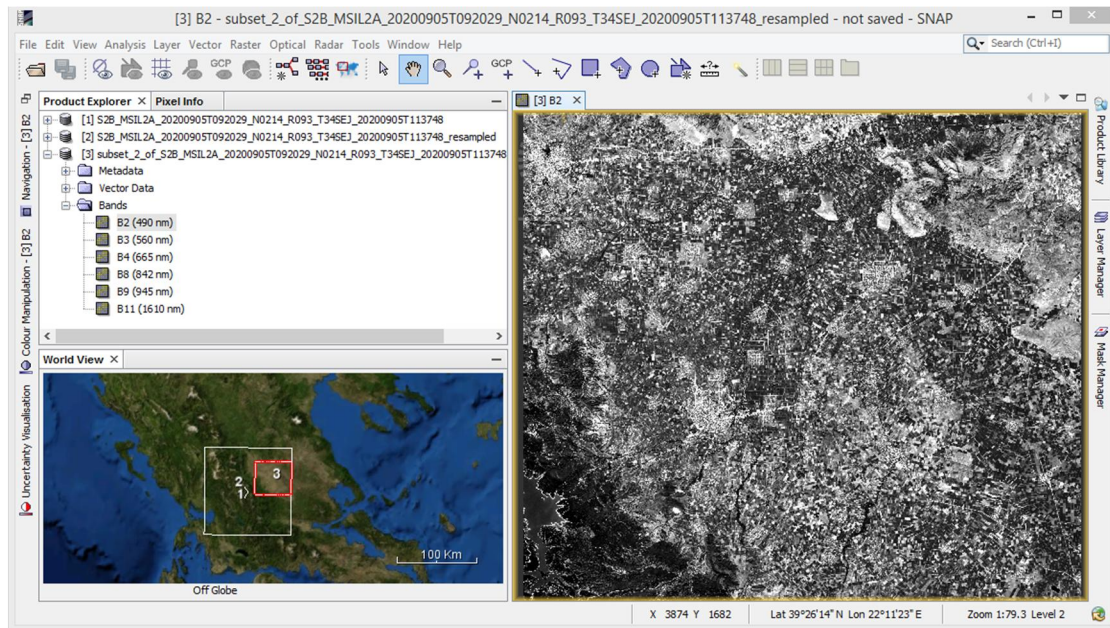 [3] B2 - subset_2_of_S2B_MSIL2A_20200905T092029_N0214_R093_T34SEJ_20200905T113748_resampled - not saved - SNAP
File Edit View Analysis Layer Vector Raster Optical Radar Tools Window Help
Search (Ctrl+I)
GCP
GCP
Product Explorer
Pixel Info
[3] B2
[1] S2B_MSIL2A_20200905T092029_N0214_R093_T34SEJ_20200905T113748
[2] S2B_MSIL2A_20200905T092029_N0214_R093_T34SEJ_20200905T113748_resampled
[3] subset_2_of_S2B_MSIL2A_20200905T092029_N0214_R093_T34SEJ_20200905T113748
Metadata
Vector Data
Bands
B2 (490 nm)
B3 (560 nm)
B4 (665 nm)
B8 (842 nm)
B9 (945 nm)
B11 (1610 nm)
World View
3
2
1
100 Km
Off Globe
Navigation - [3] B2
Colour Manipulation - [3] B2
Uncertainty Visualisation
Product Library
Layer Manager
Mask Manager
X 3874 Y 1682
Lat 39°26'14" N Lon 22°11'23" E
Zoom 1:79.3 Level 2